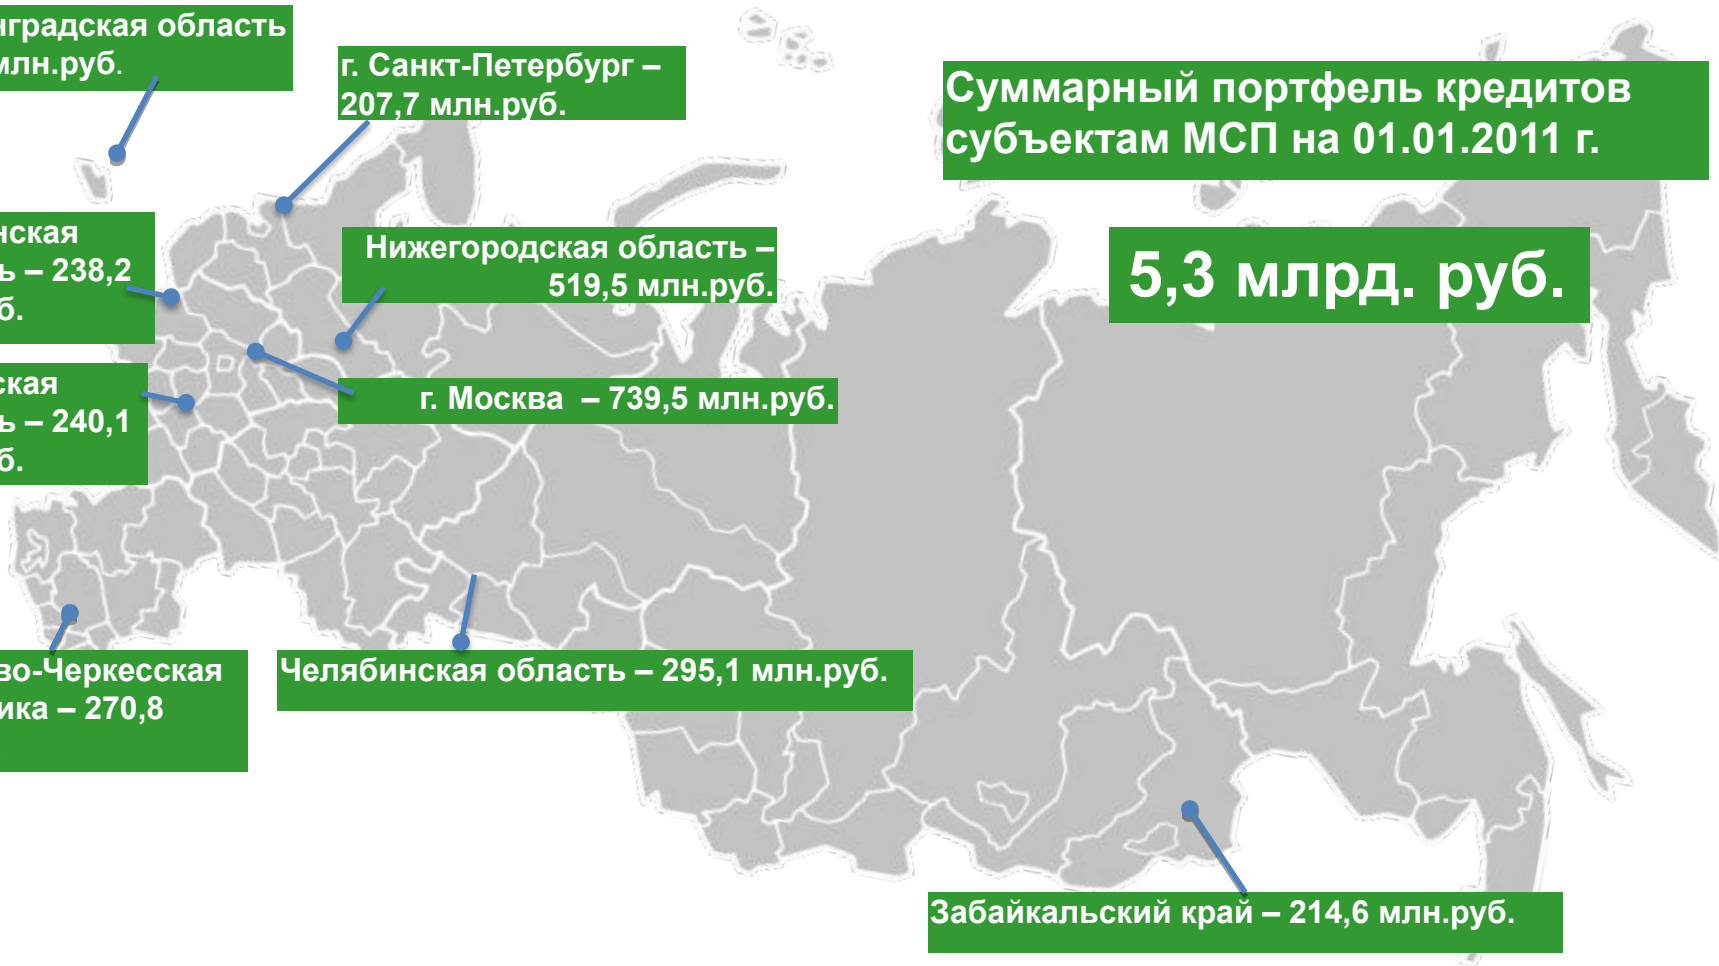 нградская область
млн.руб.
г. Санкт-Петербург –
207,7 млн.руб.
Суммарный портфель кредитов
субъектам МСП на 01.01.2011 г.
5,3 млрд. руб.
нская
ь – 238,2
б.
Нижегородская область –
519,5 млн.руб.
г. Москва – 739,5 млн.руб.
ская
ь – 240,1
б.
во-Черкесская
ика – 270,8
Челябинская область – 295,1 млн.руб.
Забайкальский край – 214,6 млн.руб.